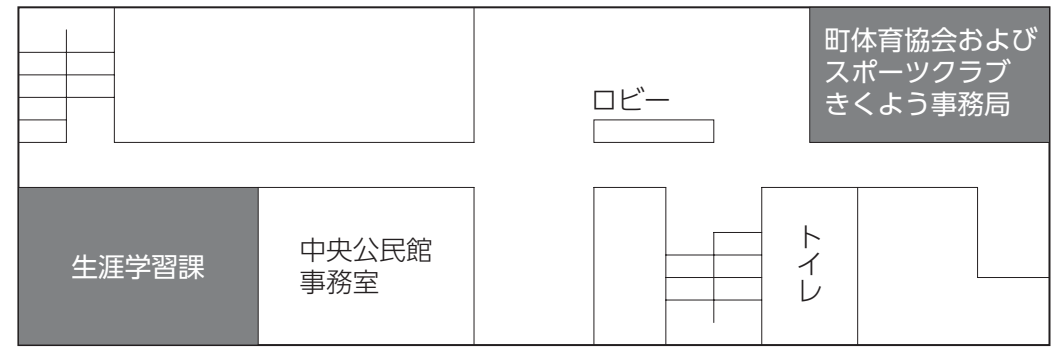 町体育協会および
スポーツクラブ
きくよう事務局
ロビー
生涯学習課
中央公民館
事務室
トイレ